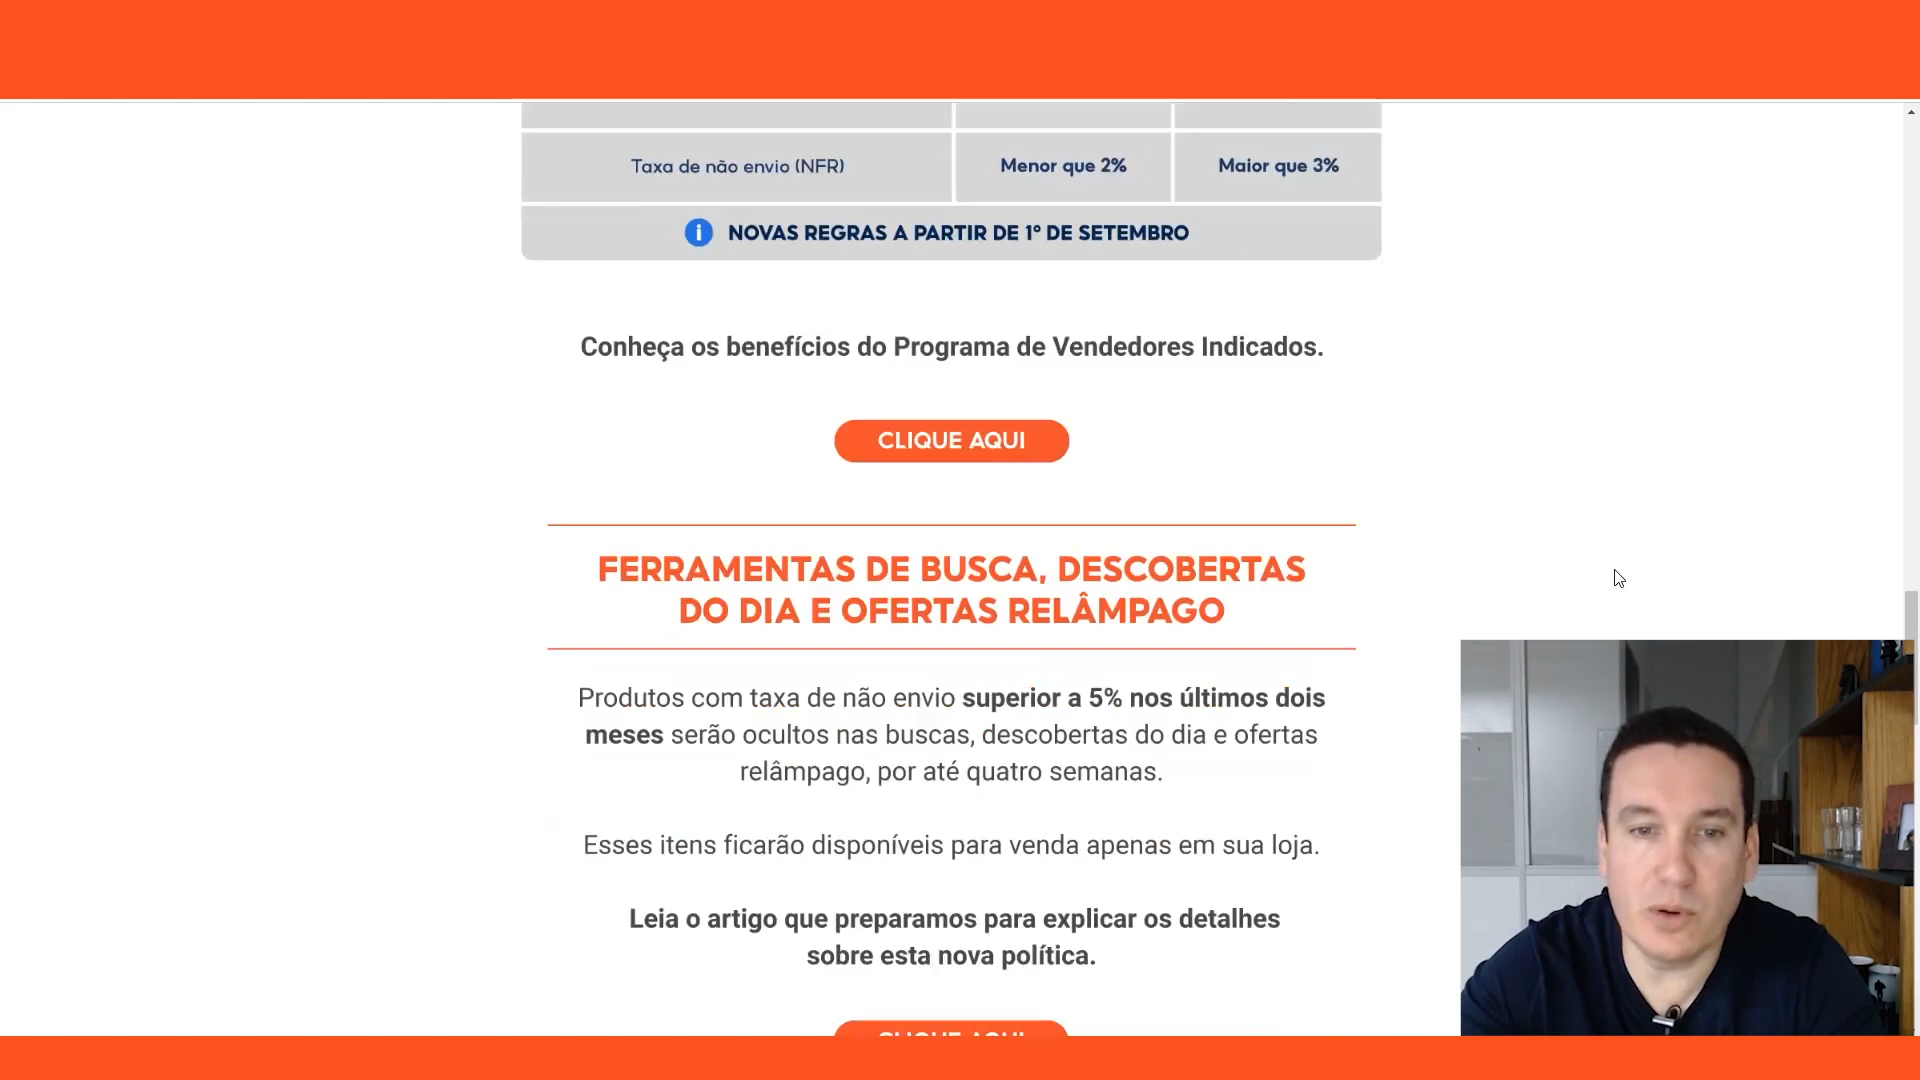 Taxa de não envio (NFR) Menor que 2% Maior que 3%
i NOVAS REGRAS A PARTIR DE 1º DE SETEMBRO
Conheça os benefícios do Programa de Vendedores Indicados.
CLIQUE AQUI
FERRAMENTAS DE BUSCA, DESCOBERTAS
DO DIA E OFERTAS RELÂMPAGO
Produtos com taxa de não envio superior a 5% nos últimos dois
meses serão ocultos nas buscas, descobertas do dia e ofertas
relâmpago, por até quatro semanas.
Esses itens ficarão disponíveis para venda apenas em sua loja.
Leia o artigo que preparamos para explicar os detalhes
sobre esta nova política.
CLIQUE AQUI